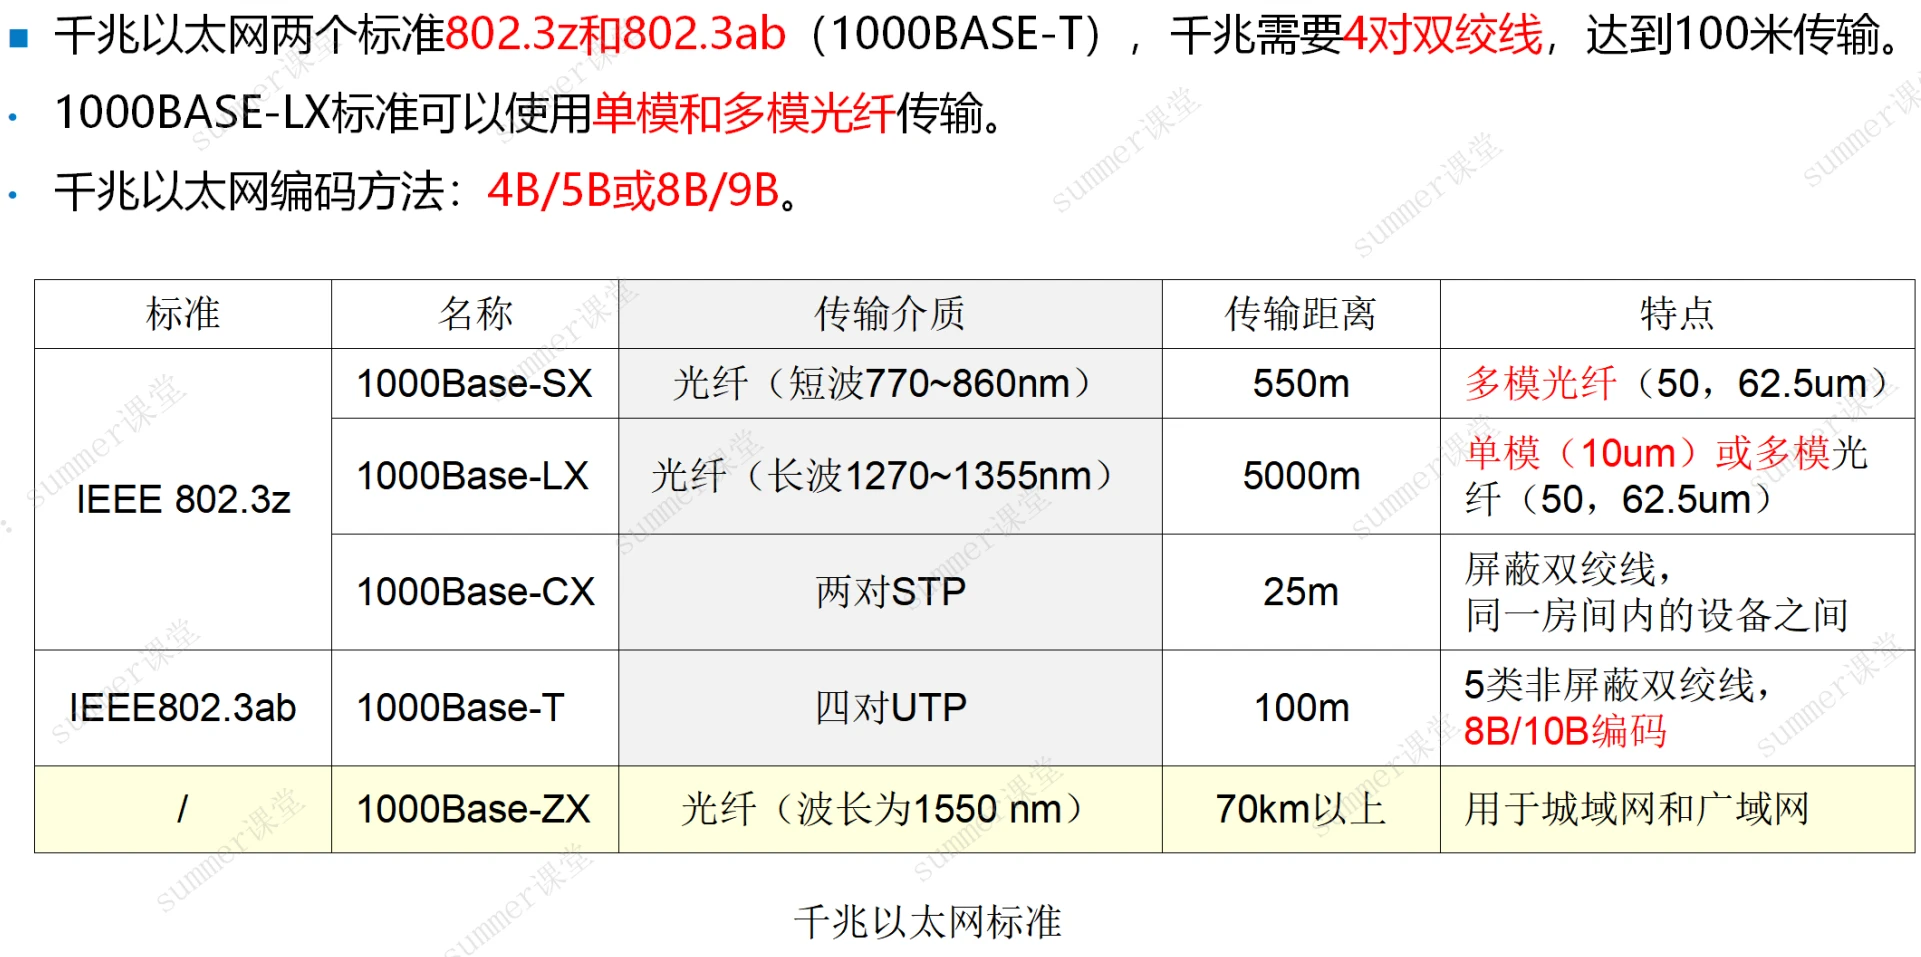 千兆以太网两个标准802.3z和802.3ab（1000BASE-T），千兆需要4对双绞线，达到100米传输。
1000BASE-LX标准可以使用单模和多模光纤传输。
千兆以太网编码方法：4B/5B或8B/9B。
标准 名称 传输介质 传输距离 特点
IEEE 802.3z
1000Base-SX 光纤（短波770~860nm） 550m 多模光纤（50，62.5um）
1000Base-LX 光纤（长波1270~1355nm） 5000m 单模（10um）或多模光
纤（50，62.5um）
1000Base-CX 两对STP 25m 屏蔽双绞线，
同一房间内的设备之间
IEEE802.3ab 1000Base-T 四对UTP 100m 5类非屏蔽双绞线，
8B/10B编码
/ 1000Base-ZX 光纤（波长为1550 nm） 70km以上 用于城域网和广域网
千兆以太网标准
summer课堂